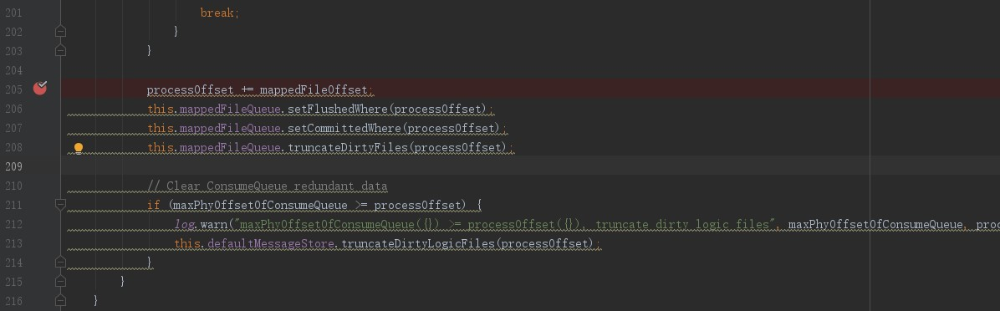 201 break;
202 }
203 }
204
205 processOffset += mappedFileOffset;
206 this.mappedFileQueue.setFlushedWhere(processOffset);
207 this.mappedFileQueue.setCommittedWhere(processOffset);
208 this.mappedFileQueue.truncateDirtyFiles(processOffset);
209
210 // Clear ConsumeQueue redundant data
211 if (maxPhyOffsetOfConsumeQueue >= processOffset) {
212 log.warn("maxPhyOffsetOfConsumeQueue({}) >= processOffset({}), truncate dirty logic files", maxPhyOffsetOfConsumeQueue, proc
213 this.defaultMessageStore.truncateDirtyLogicFiles(processOffset);
214 }
215 }
216 }